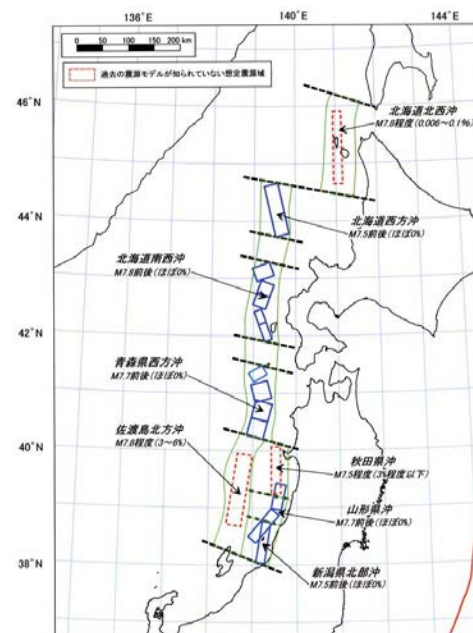 136°E 140°E 144°E
0 50 100 150 200 km
過去の震源モデルが知られていない想定震源域
46°N
北海道北西沖
M7.8程度(0.006～0.1%)
44°N
北海道西方沖
M7.5前後(ほぼ0%)
北海道南西沖
M7.8前後(ほぼ0%)
42°N
青森県西方沖
M7.7前後(ほぼ0%)
40°N
佐渡島北方沖
M7.8程度(3～6%)
秋田県沖
M7.5程度(3%程度以下)
山形県沖
M7.7前後(ほぼ0%)
38°N
新潟県北部沖
M7.5前後(ほぼ0%)